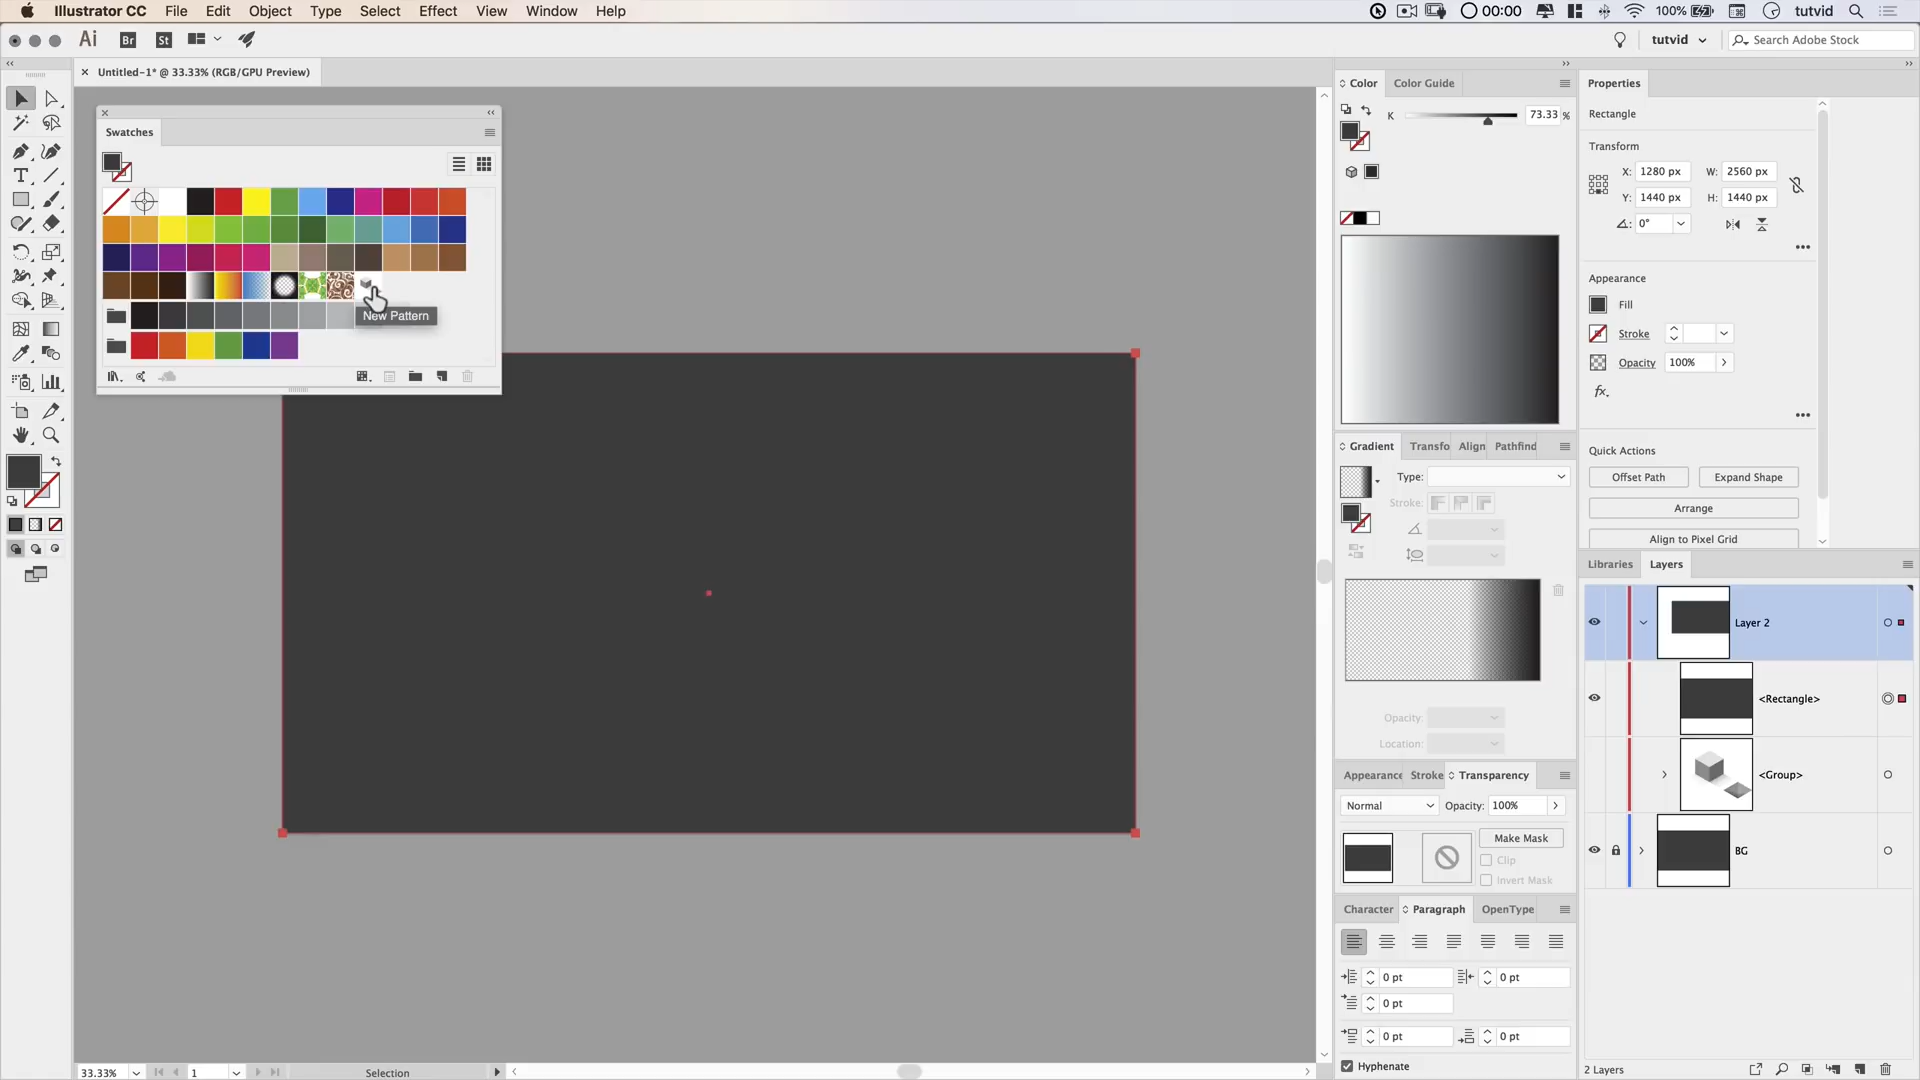 Illustrator CC File Edit Object Type Select Effect View Window Help 00:00 100% tutvid
Ai Br St tutvid Search Adobe Stock
Untitled-1* @ 33.33% (RGB/GPU Preview)
Swatches
New Pattern
Color Color Guide
K 73.33 %
Gradient Transfo Align Pathfind
Type:
Stroke:
Opacity:
Location:
Appearance Stroke Transparency
Normal Opacity: 100%
Make Mask
Clip
Invert Mask
Character Paragraph OpenType
0 pt 0 pt
0 pt
0 pt 0 pt
Hyphenate
Properties
Rectangle
Transform
X: 1280 px W: 2560 px
Y: 1440 px H: 1440 px
0°
Appearance
Fill
Stroke
Opacity 100%
fx.
Quick Actions
Offset Path Expand Shape
Arrange
Align to Pixel Grid
Libraries Layers
Layer 2
<Rectangle>
<Group>
BG
2 Layers
33.33% 1 Selection